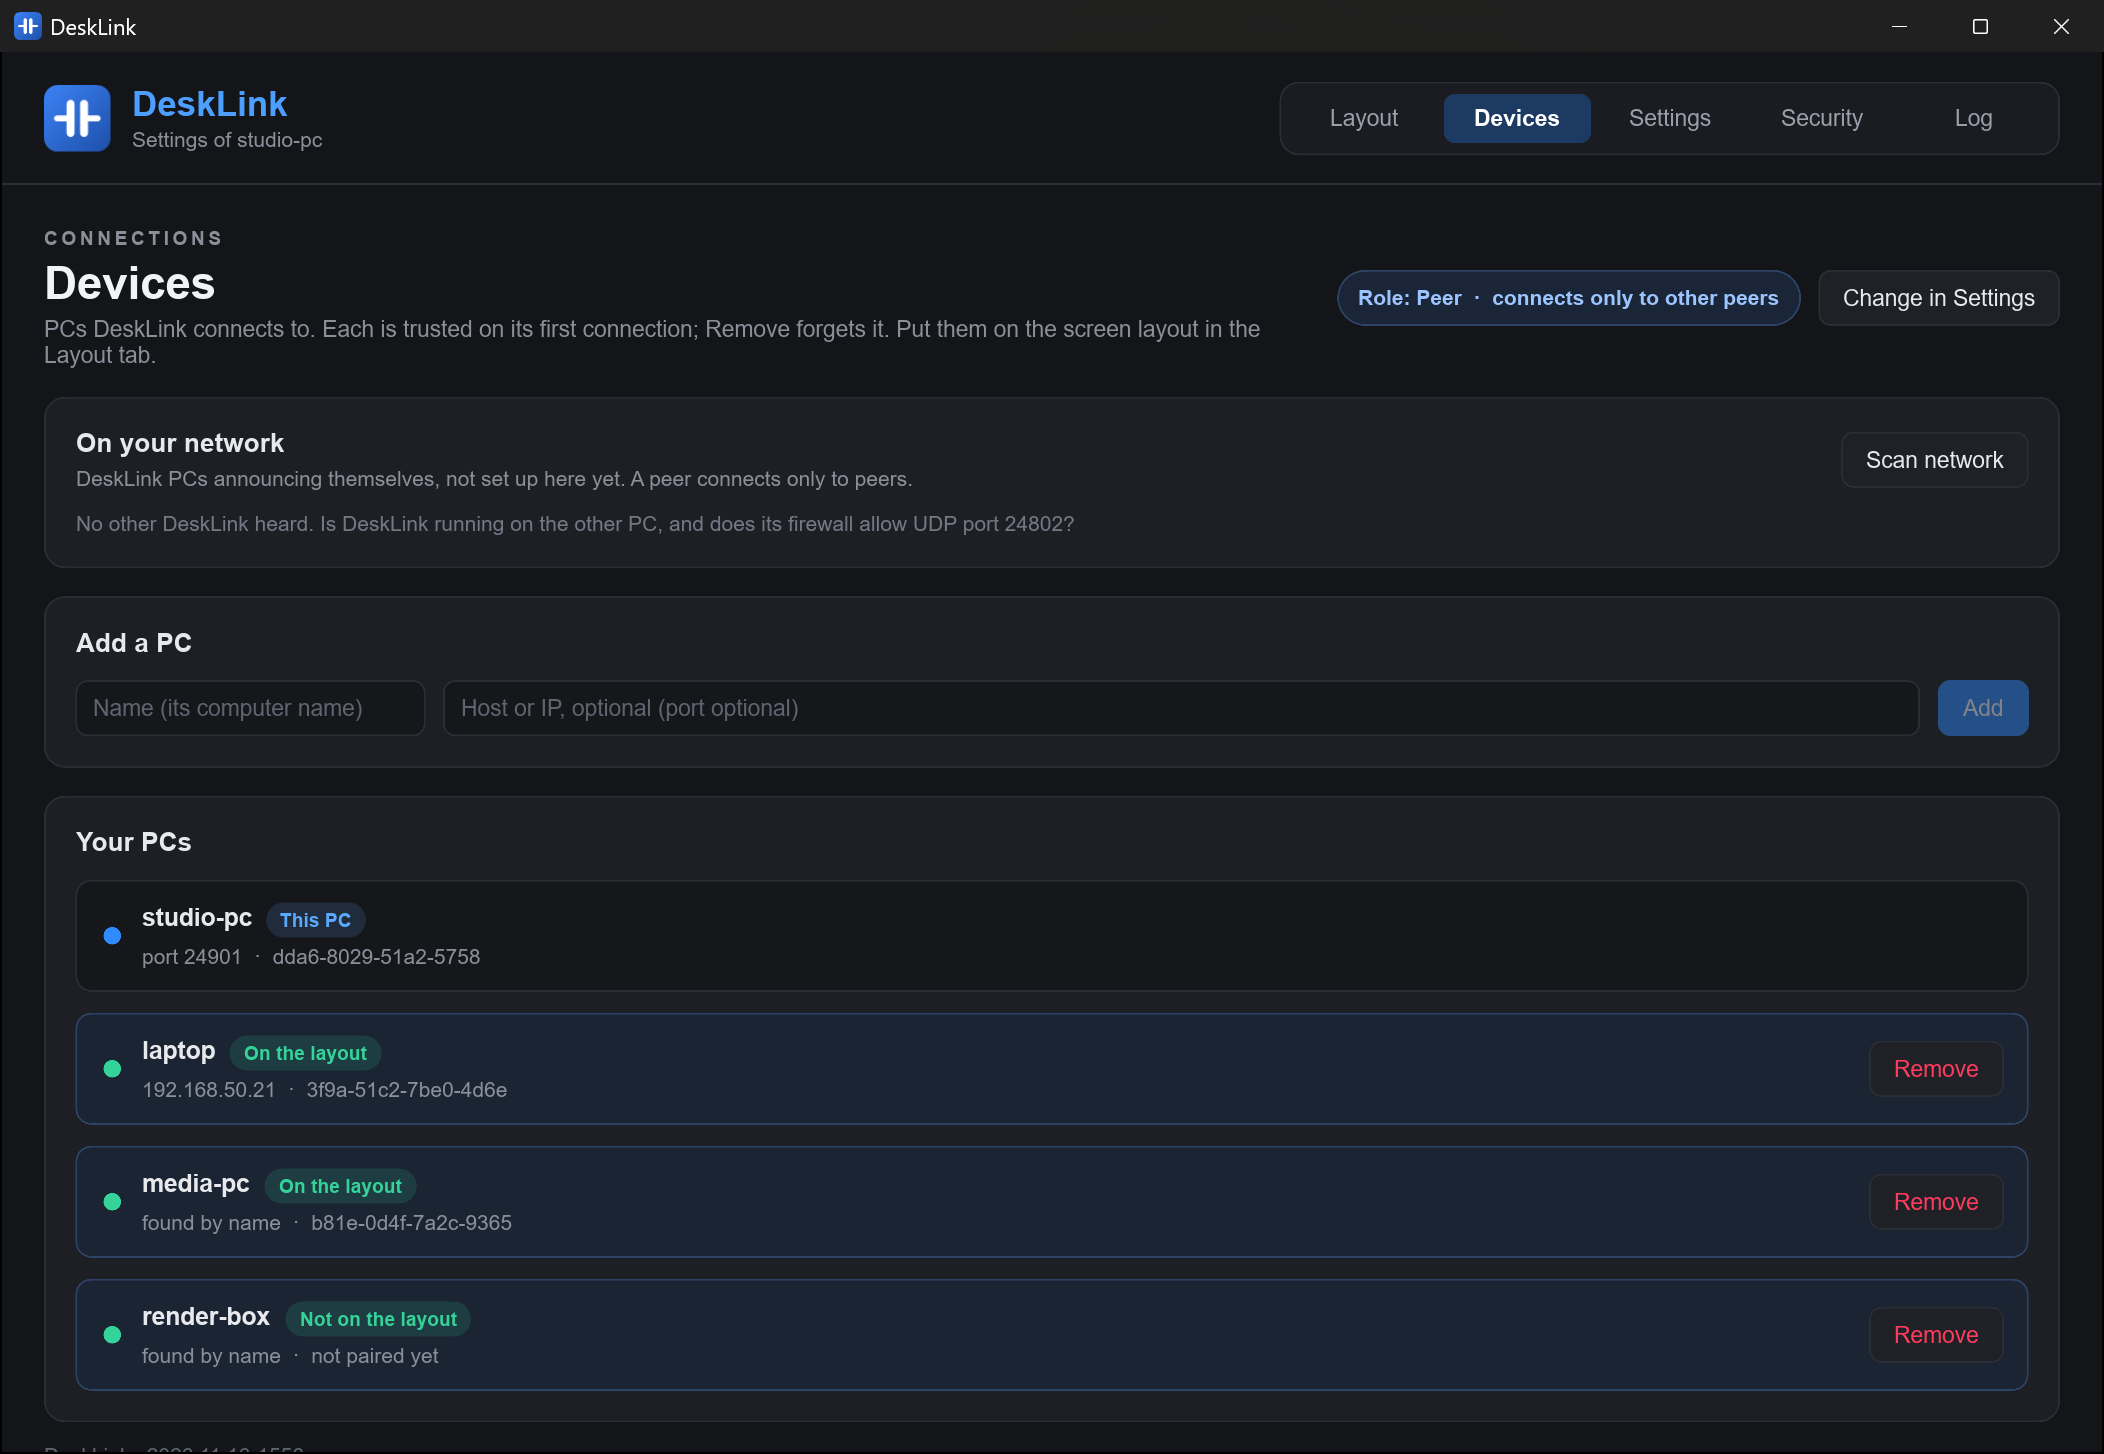 DeskLink
DeskLink
Settings of studio-pc
Layout
Devices
Settings
Security
Log
CONNECTIONS
Devices
PCs DeskLink connects to. Each is trusted on its first connection; Remove forgets it. Put them on the screen layout in the
Layout tab.
Role: Peer · connects only to other peers
Change in Settings
On your network
DeskLink PCs announcing themselves, not set up here yet. A peer connects only to peers.
Scan network
No other DeskLink heard. Is DeskLink running on the other PC, and does its firewall allow UDP port 24802?
Add a PC
Name (its computer name)
Host or IP, optional (port optional)
Add
Your PCs
studio-pc
This PC
port 24901 · dda6-8029-51a2-5758
laptop
On the layout
192.168.50.21 · 3f9a-51c2-7be0-4d6e
Remove
media-pc
On the layout
found by name · b81e-0d4f-7a2c-9365
Remove
render-box
Not on the layout
found by name · not paired yet
Remove